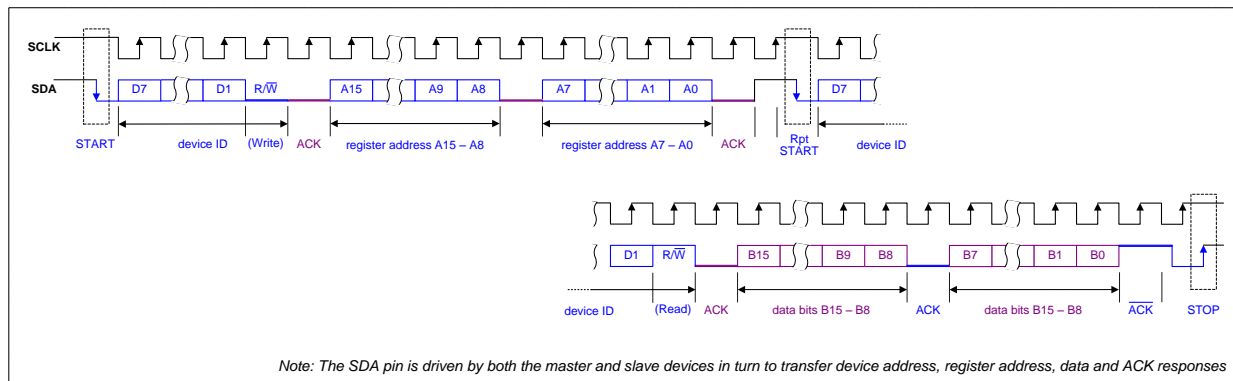 SCLK
SDA D7 D1 R/W̅ A15 A9 A8 A7 A1 A0 D7
START device ID (Write) ACK register address A15 – A8 register address A7 – A0 ACK Rpt START device ID
D1 R/W̅ B15 B9 B8 B7 B1 B0
device ID (Read) ACK data bits B15 – B8 ACK data bits B15 – B8 A̅C̅K̅ STOP
Note: The SDA pin is driven by both the master and slave devices in turn to transfer device address, register address, data and ACK responses